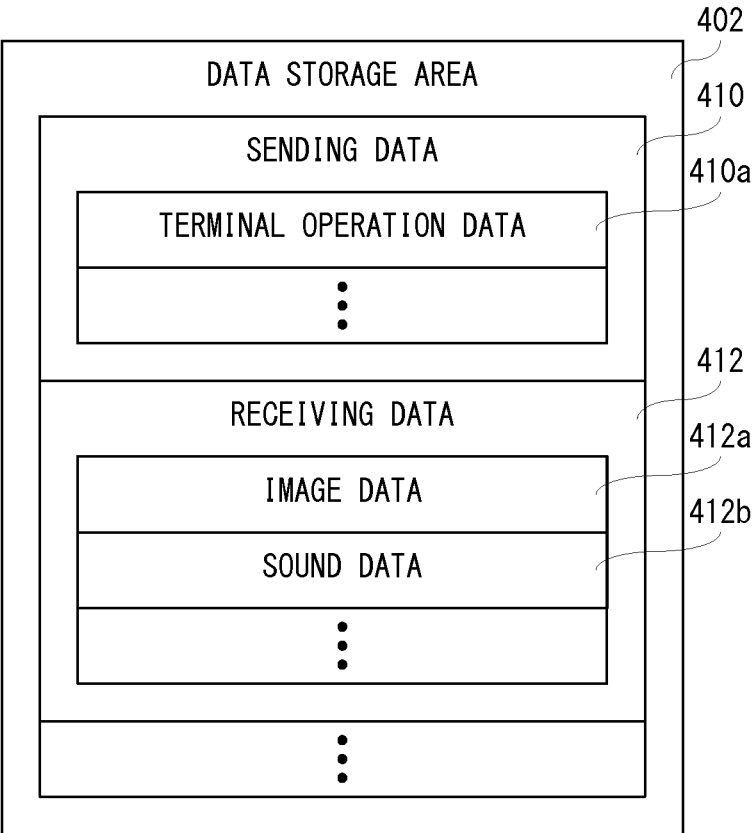 402
DATA STORAGE AREA
410
SENDING DATA
410a
TERMINAL OPERATION DATA
412
RECEIVING DATA
412a
IMAGE DATA
412b
SOUND DATA